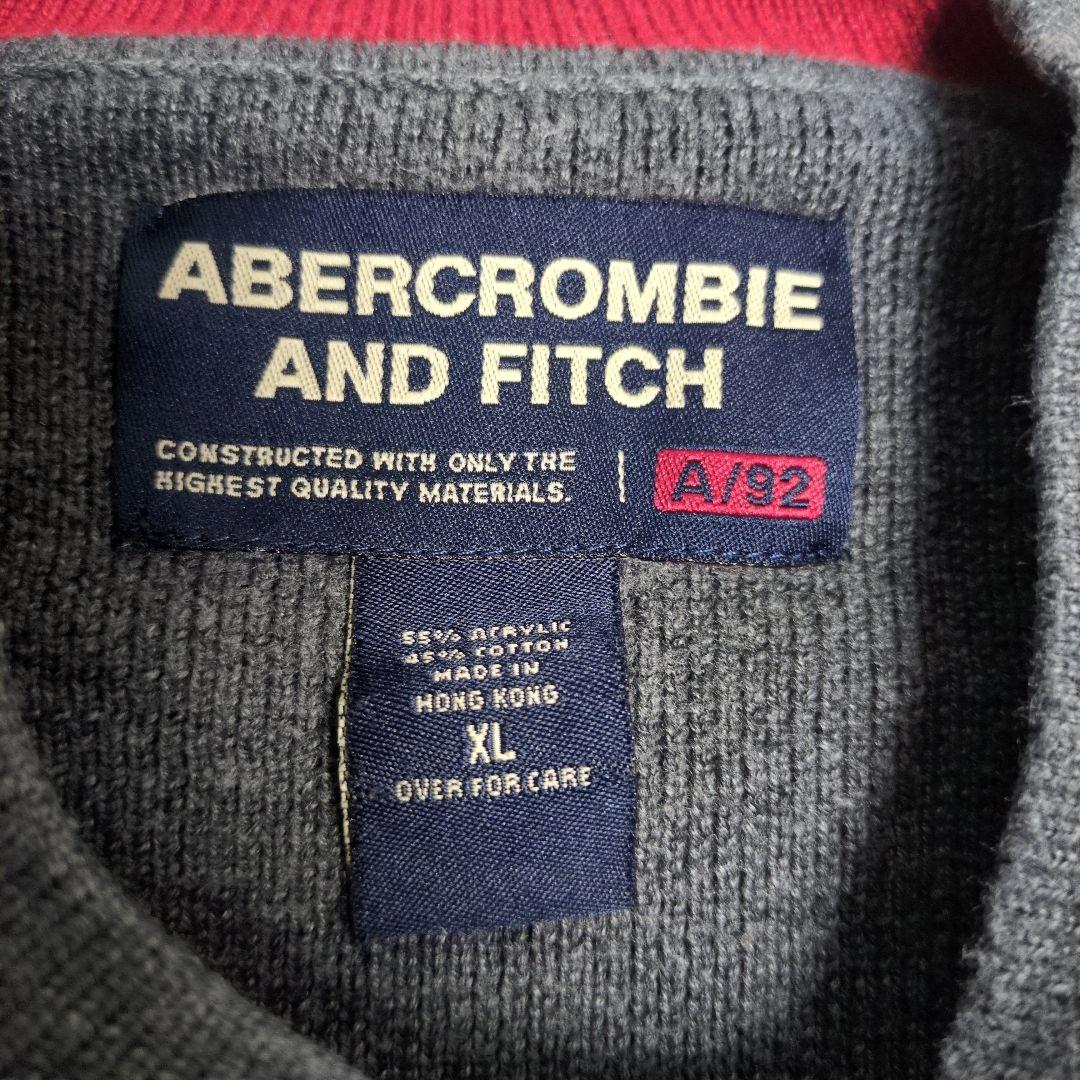 ABERCROMBIE
AND FITCH
CONSTRUCTED WITH ONLY THE
HIGHEST QUALITY MATERIALS.
A/92
55% ACRYLIC
45% COTTON
MADE IN
HONG KONG
XL
OVER FOR CARE